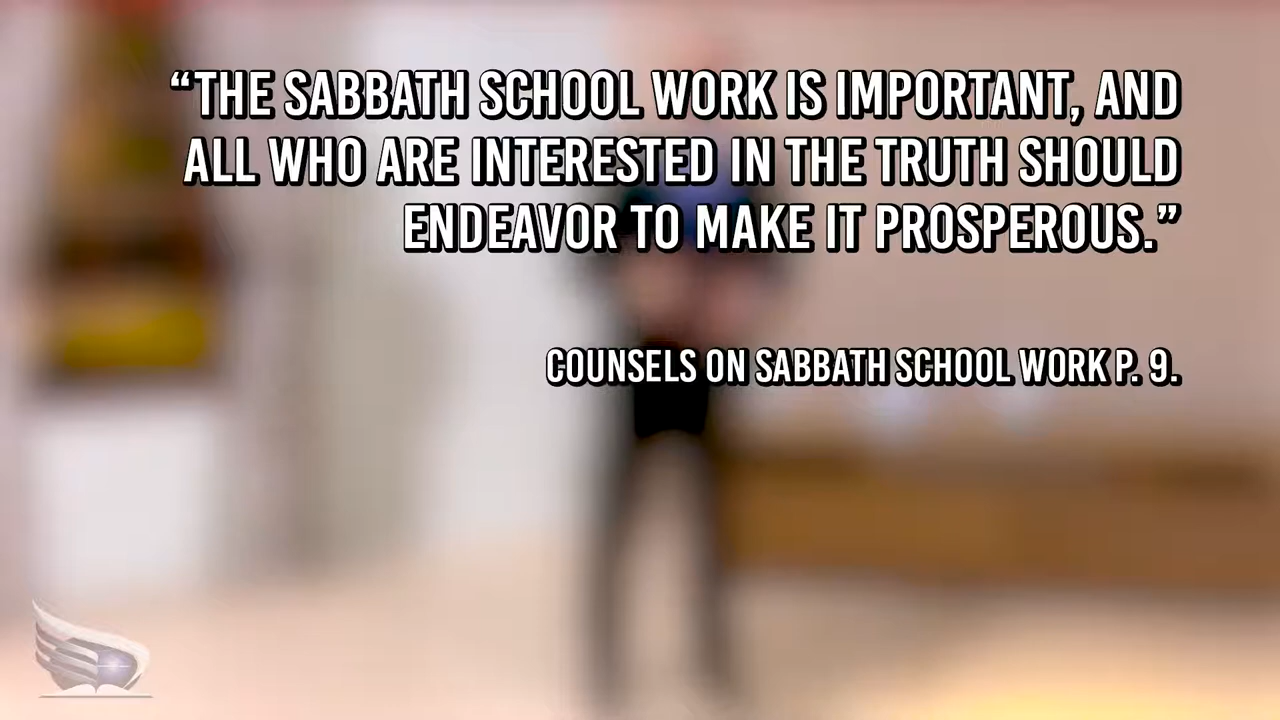 “THE SABBATH SCHOOL WORK IS IMPORTANT, AND
ALL WHO ARE INTERESTED IN THE TRUTH SHOULD
ENDEAVOR TO MAKE IT PROSPEROUS.”
COUNSELS ON SABBATH SCHOOL WORK P. 9.